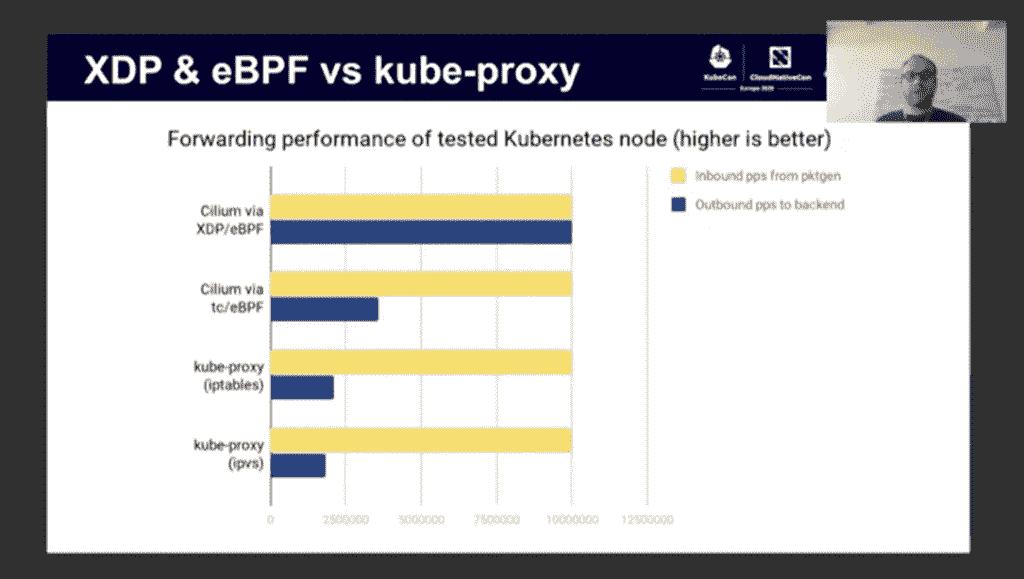 XDP & eBPF vs kube-proxy
KubeCon
CloudNativeCon
Europe 2020
Forwarding performance of tested Kubernetes node (higher is better)
Inbound pps from pktgen
Outbound pps to backend
Cilium via
XDP/eBPF
Cilium via
tc/eBPF
kube-proxy
(iptables)
kube-proxy
(ipvs)
0 2500000 5000000 7500000 10000000 12500000